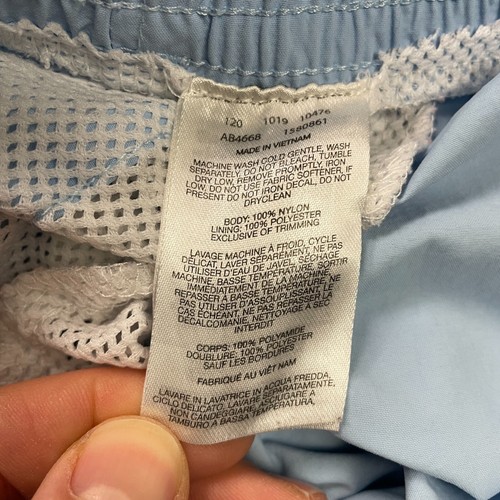 120 1019 10476
AB4668 1580861
MADE IN VIETNAM
MACHINE WASH COLD GENTLE, WASH
SEPARATELY, DO NOT BLEACH, TUMBLE
DRY LOW, REMOVE PROMPTLY, IRON
LOW, DO NOT USE FABRIC SOFTENER, IF
PRESENT DO NOT IRON DECAL, DO NOT
DRYCLEAN
BODY: 100% NYLON
LINING: 100% POLYESTER
EXCLUSIVE OF TRIMMING
LAVAGE MACHINE À FROID, CYCLE
DÉLICAT, LAVER SÉPARÉMENT, NE PAS
UTILISER D'EAU DE JAVEL, SÉCHAGE
BASSE TEMPÉRATURE, SORTIR
IMMÉDIATEMENT DE LA MACHINE,
REPASSER À BASSE TEMPÉRATURE, NE
PAS UTILISER D'ASSOUPLISSANT, LE
CAS ÉCHÉANT, NE PAS REPASSER LA
DÉCALCOMANIE, NETTOYAGE À SEC
INTERDIT
CORPS: 100% POLYAMIDE
DOUBLURE: 100% POLYESTER
SAUF LES BORDURES
FABRIQUÉ AU VIÊT NAM
LAVARE IN LAVATRICE IN ACQUA FREDDA,
CICLO DELICATO, LAVARE SEPARATAMENTE,
NON CANDEGGIARE, ASCIUGARE A
TAMBURO A BASSA TEMPERATURA,